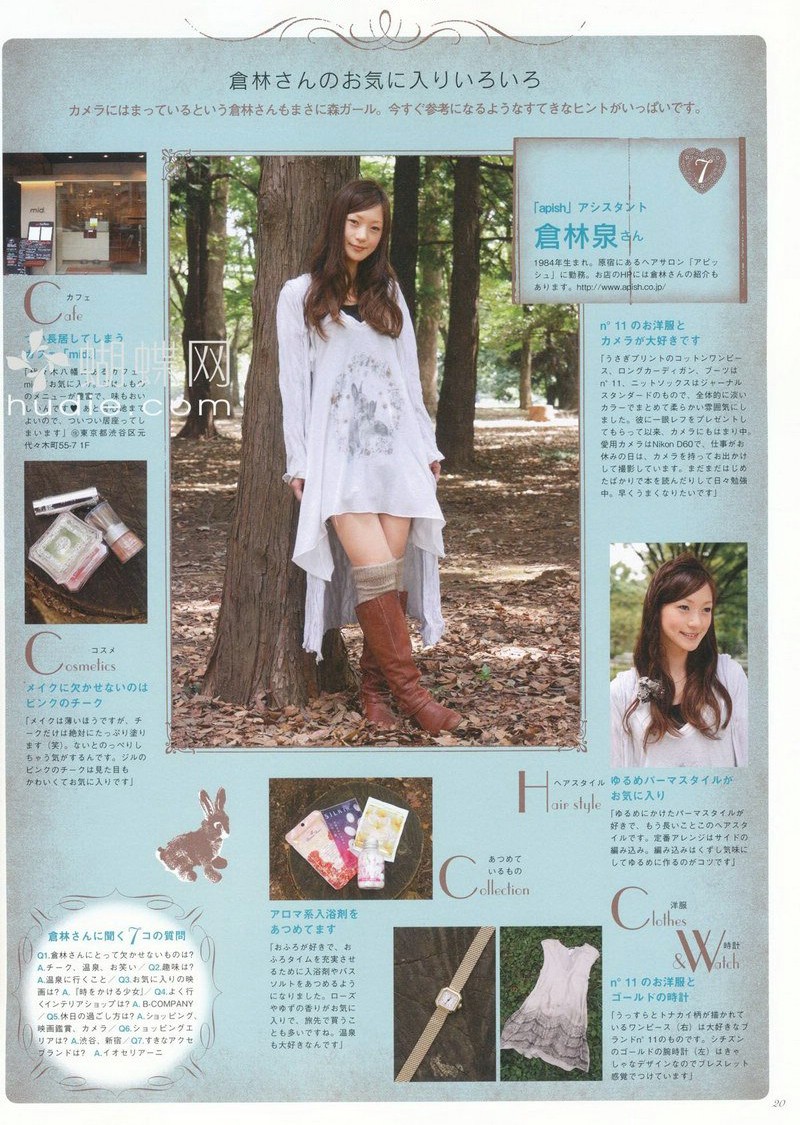 倉林さんのお気に入りいろいろ
カメラにはまっているという倉林さんもまさに森ガール。今すぐ参考になるようなすてきなヒントがいっぱいです。
7
「apish」アシスタント
倉林泉さん
1984年生まれ。原宿にあるヘアサロン「アピッ
シュ」に勤務。お店のHPには倉林さんの紹介も
あります。http://www.apish.co.jp/
n° 11 のお洋服と
カメラが大好きです
「うさぎプリントのコットンワンピー
ス、ロングカーディガン、ブーツは
n° 11、ニットソックスはジャーナル
スタンダードのもので、全体的に淡い
カラーでまとめて柔らかい雰囲気にし
ました。彼に一眼レフをプレゼントし
てもらって以来、カメラにもはまり中。
愛用カメラはNikon D60で、仕事がお
休みの日は、カメラを持ってお出かけ
して撮影しています。まだまだはじめ
たばかりで本を読んだりして日々勉強
中。早くうまくなりたいです」
mid.
カフェ
Cafe
つい長居してしまう
カフェ「mid.」
蝴蝶网
hudie.com
よいので、ついつい居座ってし
まいます」㊟東京都渋谷区元
代々木町55-7 1F
コスメ
Cosmetics
メイクに欠かせないのは
ピンクのチーク
「メイクは薄いほうですが、チ
ークだけは絶対にたっぷり塗り
ます（笑）。ないとのっぺりし
ちゃう気がするんです。ジルの
ピンクのチークは見た目も
かわいくてお気に入りです」
ヘアスタイル
Hair style
ゆるめパーマスタイルが
お気に入り
「ゆるめにかけたパーマスタイルが
好きで、もう長いことこのヘアスタ
イルです。定番アレンジはサイドの
編み込み。編み込みはくずし気味に
してゆるめに作るのがコツです」
あつめて
いるもの
Collection
アロマ系入浴剤を
あつめてます
「おふろが好きで、お
ふろタイムを充実させ
るために入浴剤やバス
ソルトをあつめるよう
になりました。ローズ
やゆずの香りがお気に
入りで、旅先で買うこ
とも多いですね。温泉
も大好きなんです」
洋服
Clothes
&Watch
時計
n° 11 のお洋服と
ゴールドの時計
「うっすらとトナカイ柄が描かれて
いるワンピース（右）は大好きなブ
ランドn° 11のものです。シチズン
のゴールドの腕時計（左）はきゃ
しゃなデザインなのでブレスレット
感覚でつけています」
倉林さんに聞く7コの質問
Q1.倉林さんにとって欠かせないものは?
A.チーク、温泉、お笑い／Q2.趣味は?
A.温泉に行くこと／Q3.お気に入りの映
画は? A.『時をかける少女』／Q4.よく行
くインテリアショップは? A. B-COMPANY
／Q5.休日の過ごし方は? A.ショッピング、
映画鑑賞、カメラ／Q6.ショッピングエ
リアは? A.渋谷、新宿／Q7.すきなアクセ
ブランドは? A.イオセリアーニ
20